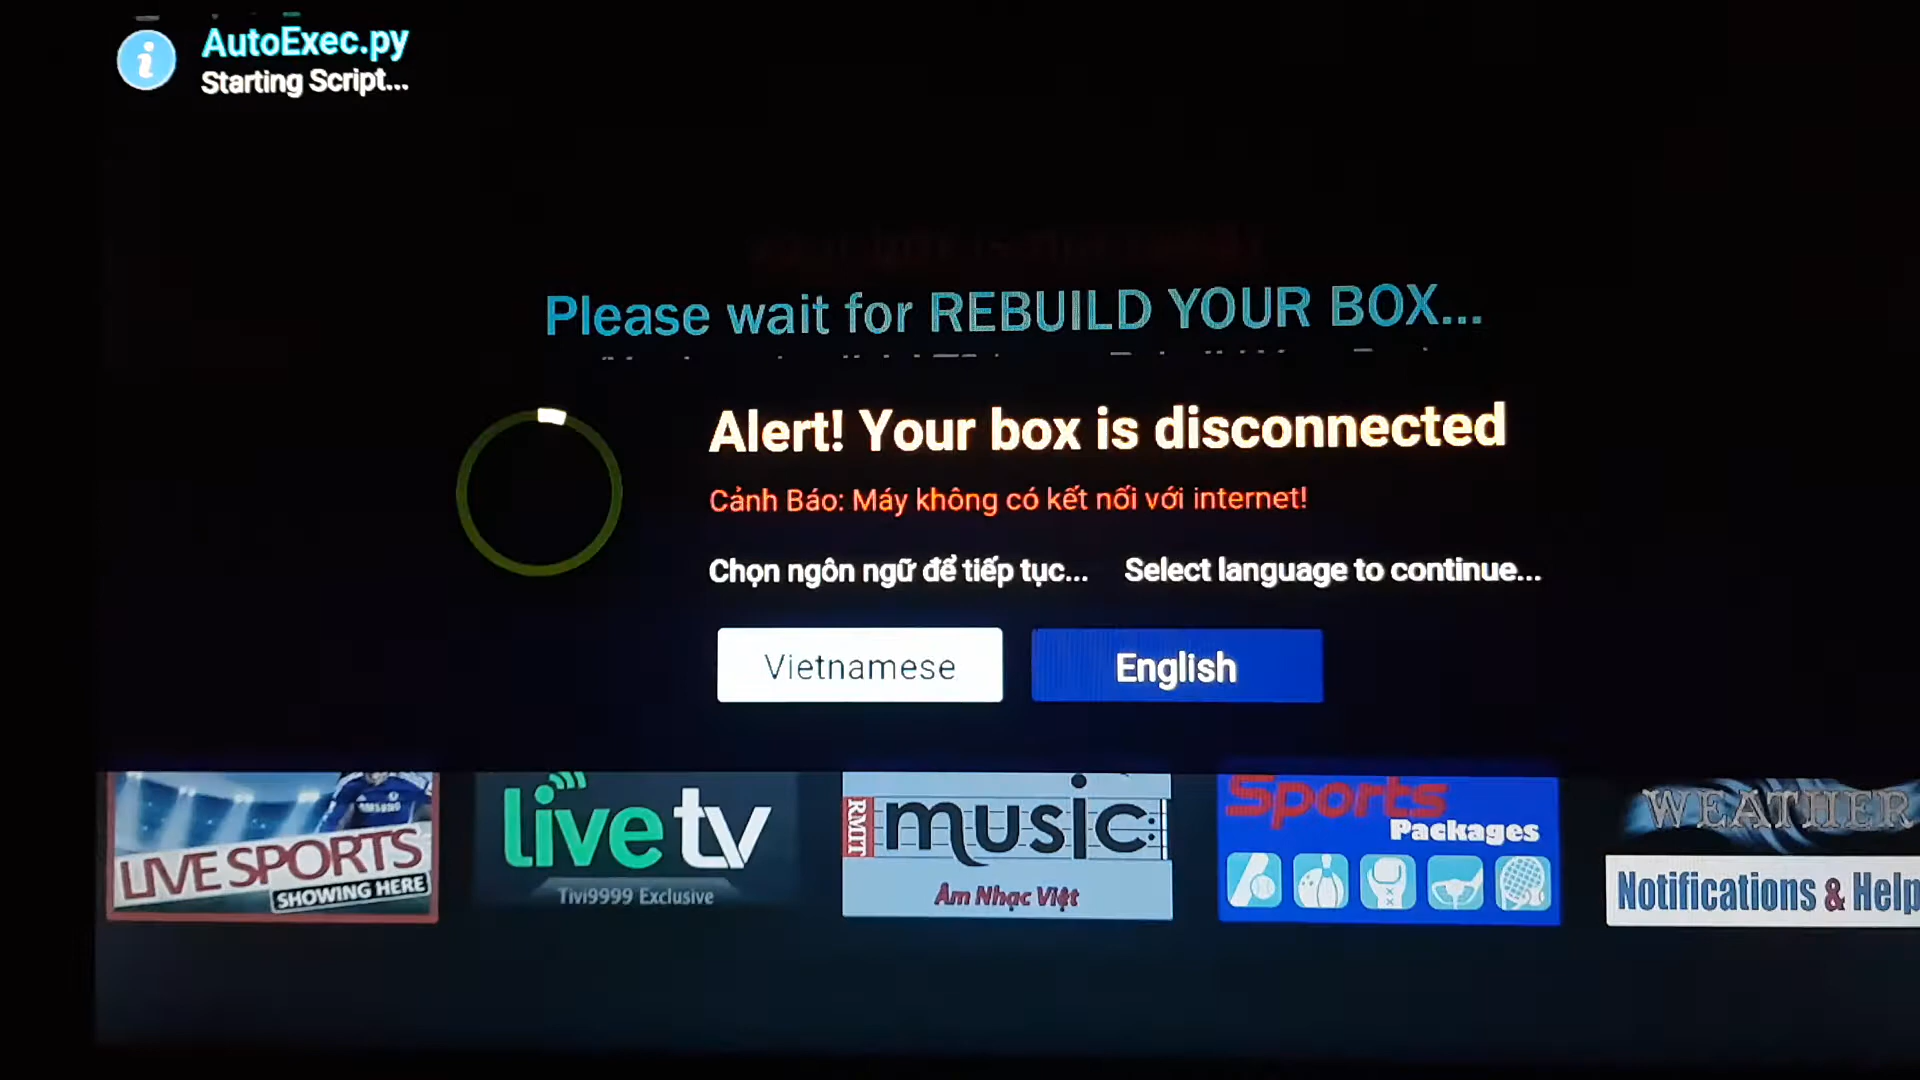 AutoExec.py
Starting Script...
Please wait for REBUILD YOUR BOX...
Alert! Your box is disconnected
Cảnh Báo: Máy không có kết nối với internet!
Chọn ngôn ngữ để tiếp tục... Select language to continue...
Vietnamese English
LIVE SPORTS
SHOWING HERE
live tv
Tivi9999 Exclusive
RMIT music
Âm Nhạc Việt
Sports
Packages
WEATHER
Notifications & Help
SAMSUNG